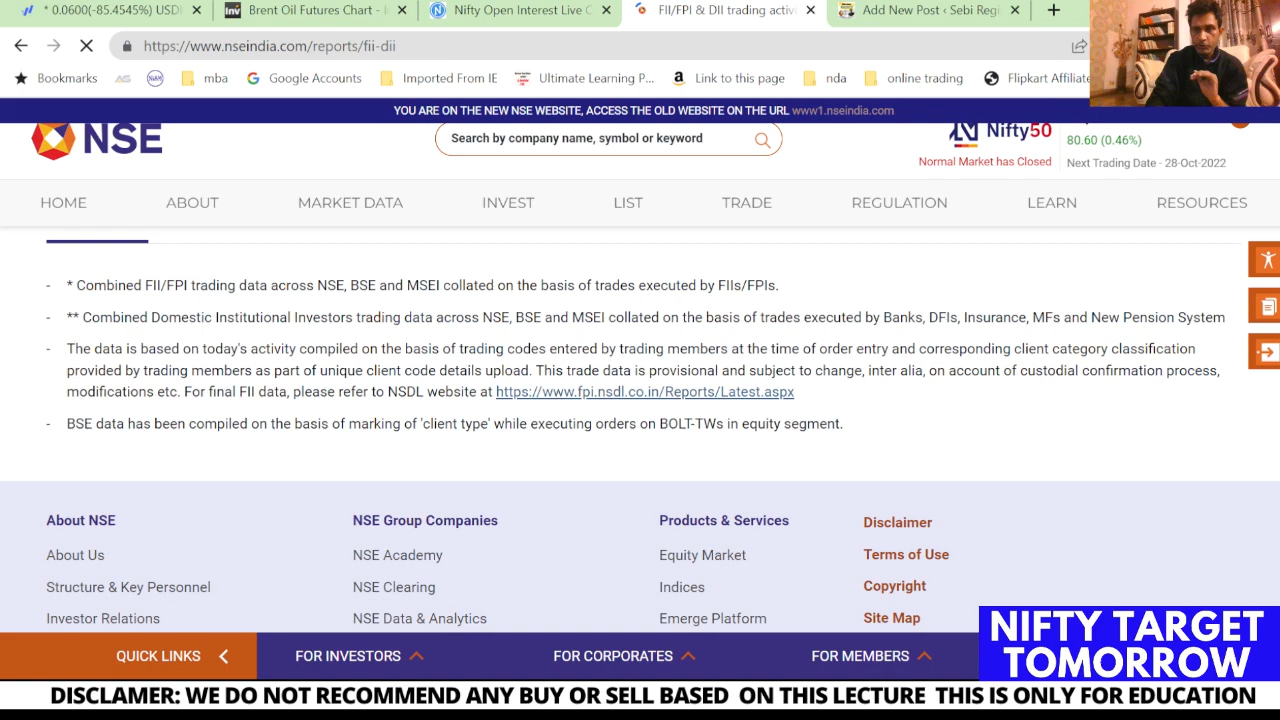 * 0.0600(-85.4545%) USD
Brent Oil Futures Chart -
Nifty Open Interest Live C
FII/FPI & DII trading activ
Add New Post ‹ Sebi Regi
https://www.nseindia.com/reports/fii-dii
Bookmarks
mba
Google Accounts
Imported From IE
Ultimate Learning P...
Link to this page
nda
online trading
Flipkart Affiliate
YOU ARE ON THE NEW NSE WEBSITE, ACCESS THE OLD WEBSITE ON THE URL www1.nseindia.com
NSE
Search by company name, symbol or keyword
Nifty50
80.60 (0.46%)
Normal Market has Closed
Next Trading Date - 28-Oct-2022
HOME ABOUT MARKET DATA INVEST LIST TRADE REGULATION LEARN RESOURCES
- * Combined FII/FPI trading data across NSE, BSE and MSEI collated on the basis of trades executed by FIIs/FPIs.
- ** Combined Domestic Institutional Investors trading data across NSE, BSE and MSEI collated on the basis of trades executed by Banks, DFIs, Insurance, MFs and New Pension System
- The data is based on today's activity compiled on the basis of trading codes entered by trading members at the time of order entry and corresponding client category classification
provided by trading members as part of unique client code details upload. This trade data is provisional and subject to change, inter alia, on account of custodial confirmation process,
modifications etc. For final FII data, please refer to NSDL website at https://www.fpi.nsdl.co.in/Reports/Latest.aspx
- BSE data has been compiled on the basis of marking of 'client type' while executing orders on BOLT-TWs in equity segment.
About NSE
About Us
Structure & Key Personnel
Investor Relations
NSE Group Companies
NSE Academy
NSE Clearing
NSE Data & Analytics
Products & Services
Equity Market
Indices
Emerge Platform
Disclaimer
Terms of Use
Copyright
Site Map
QUICK LINKS
FOR INVESTORS
FOR CORPORATES
FOR MEMBERS
NIFTY TARGET
TOMORROW
DISCLAMER: WE DO NOT RECOMMEND ANY BUY OR SELL BASED ON THIS LECTURE THIS IS ONLY FOR EDUCATION